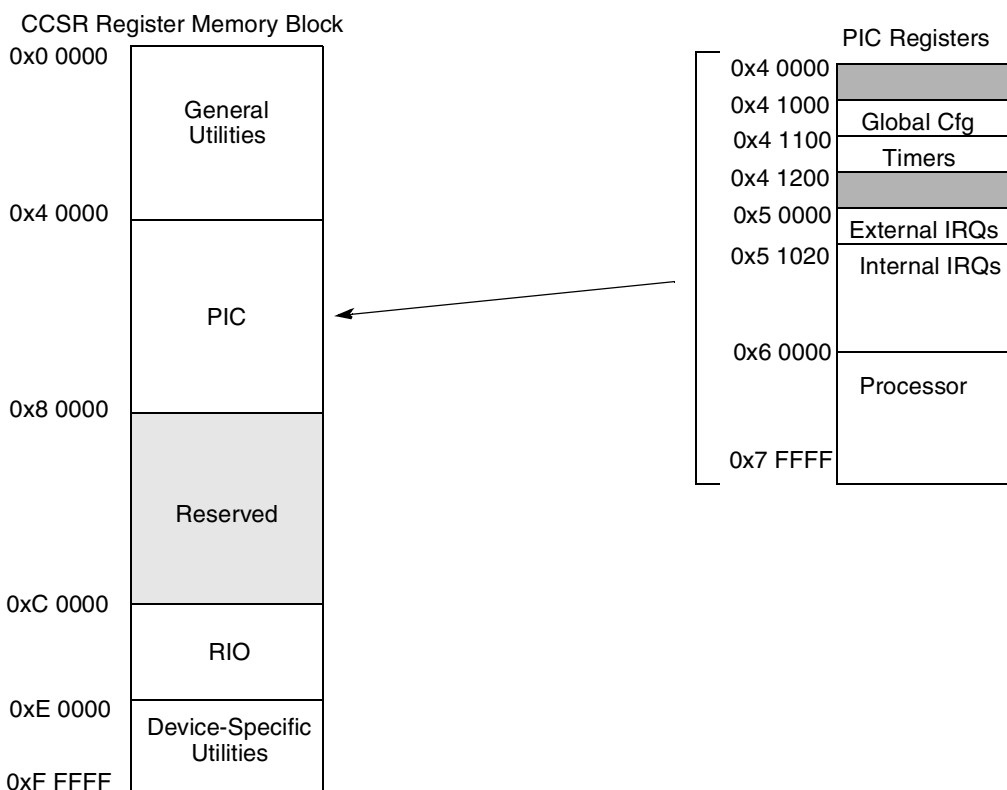 CCSR Register Memory Block
0x0 0000
General
Utilities
0x4 0000
PIC
0x8 0000
Reserved
0xC 0000
RIO
0xE 0000
Device-Specific
Utilities
0xF FFFF
PIC Registers
0x4 0000
0x4 1000
Global Cfg
0x4 1100
Timers
0x4 1200
0x5 0000
External IRQs
0x5 1020
Internal IRQs
0x6 0000
Processor
0x7 FFFF